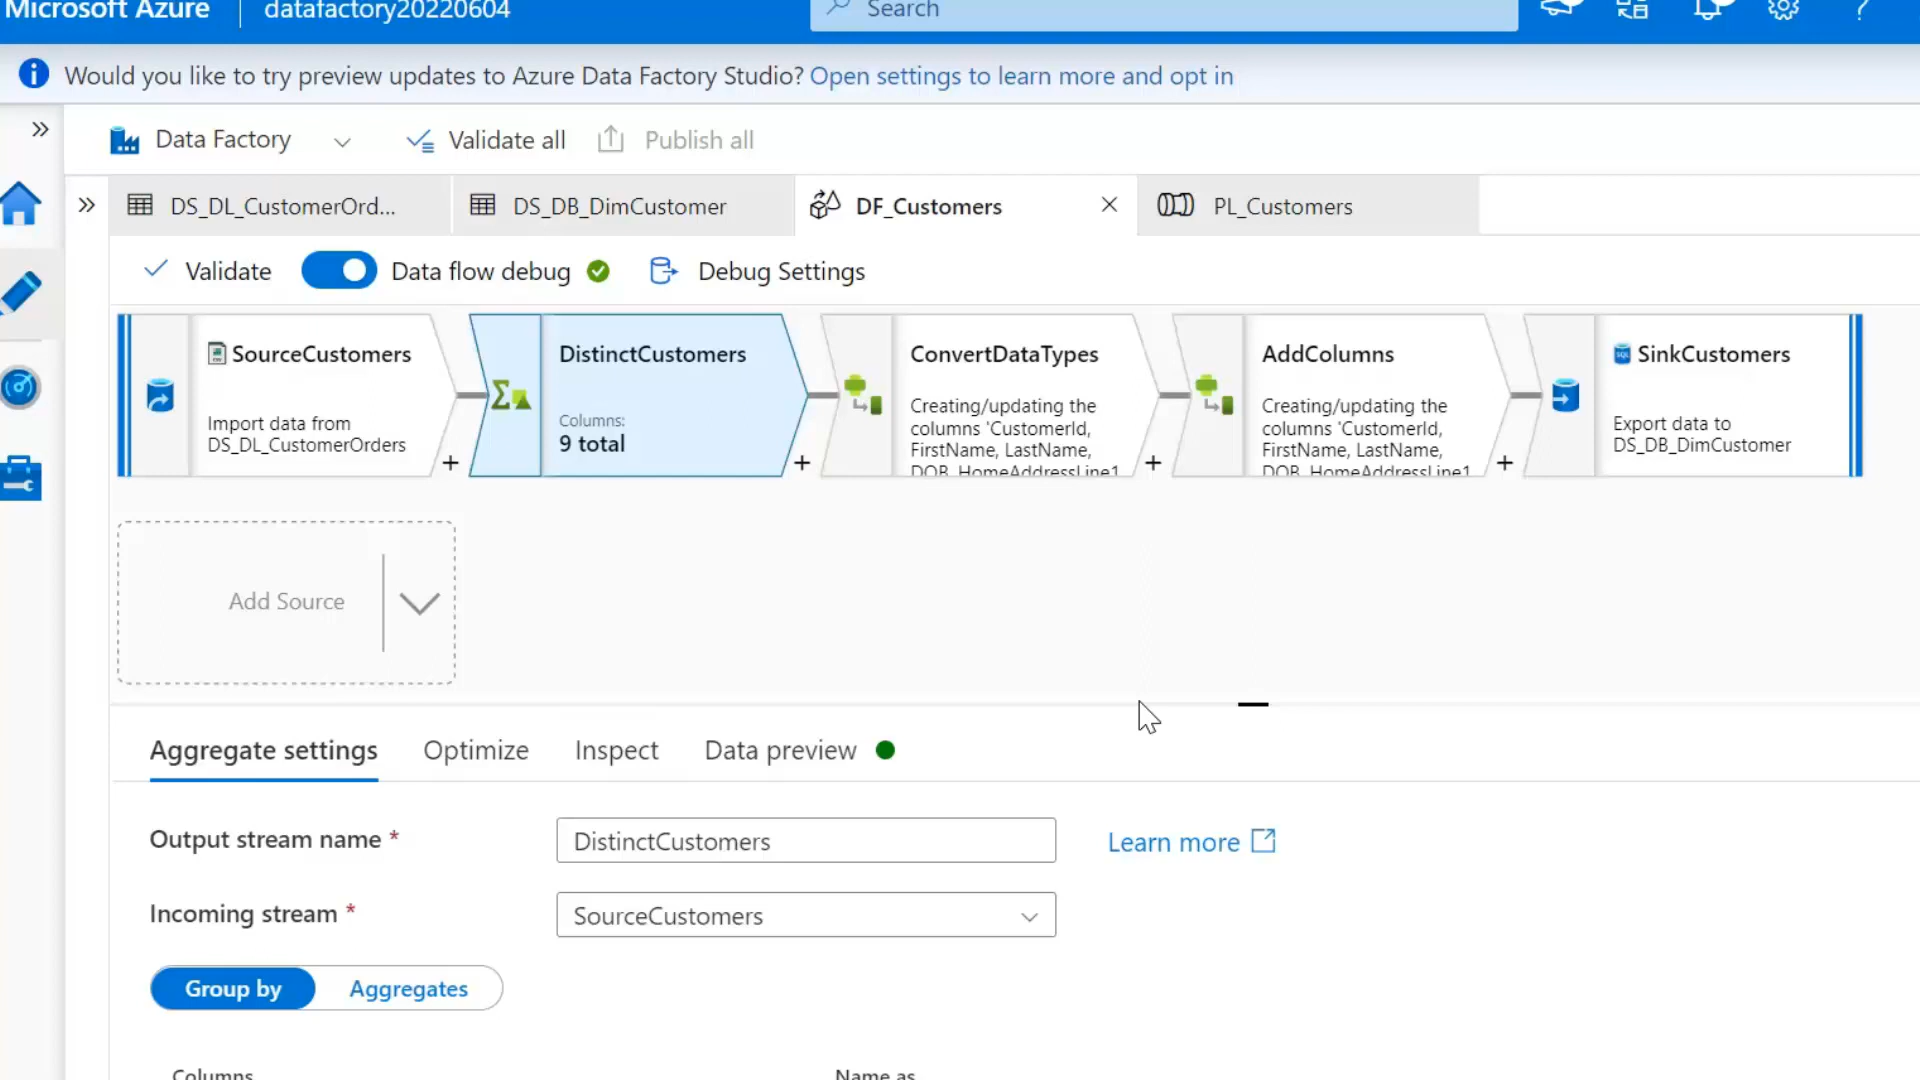 Microsoft Azure
datafactory20220604
Search
Would you like to try preview updates to Azure Data Factory Studio? Open settings to learn more and opt in
Data Factory
Validate all
Publish all
DS_DL_CustomerOrd...
DS_DB_DimCustomer
DF_Customers
PL_Customers
Validate
Data flow debug
Debug Settings
SourceCustomers
Import data from
DS_DL_CustomerOrders
DistinctCustomers
Columns:
9 total
ConvertDataTypes
Creating/updating the
columns 'CustomerId,
FirstName, LastName,
DOB, HomeAddressLine1
AddColumns
Creating/updating the
columns 'CustomerId,
FirstName, LastName,
DOB, HomeAddressLine1
SinkCustomers
Export data to
DS_DB_DimCustomer
Add Source
Aggregate settings
Optimize
Inspect
Data preview
Output stream name *
DistinctCustomers
Learn more
Incoming stream *
SourceCustomers
Group by
Aggregates
Columns
Name as